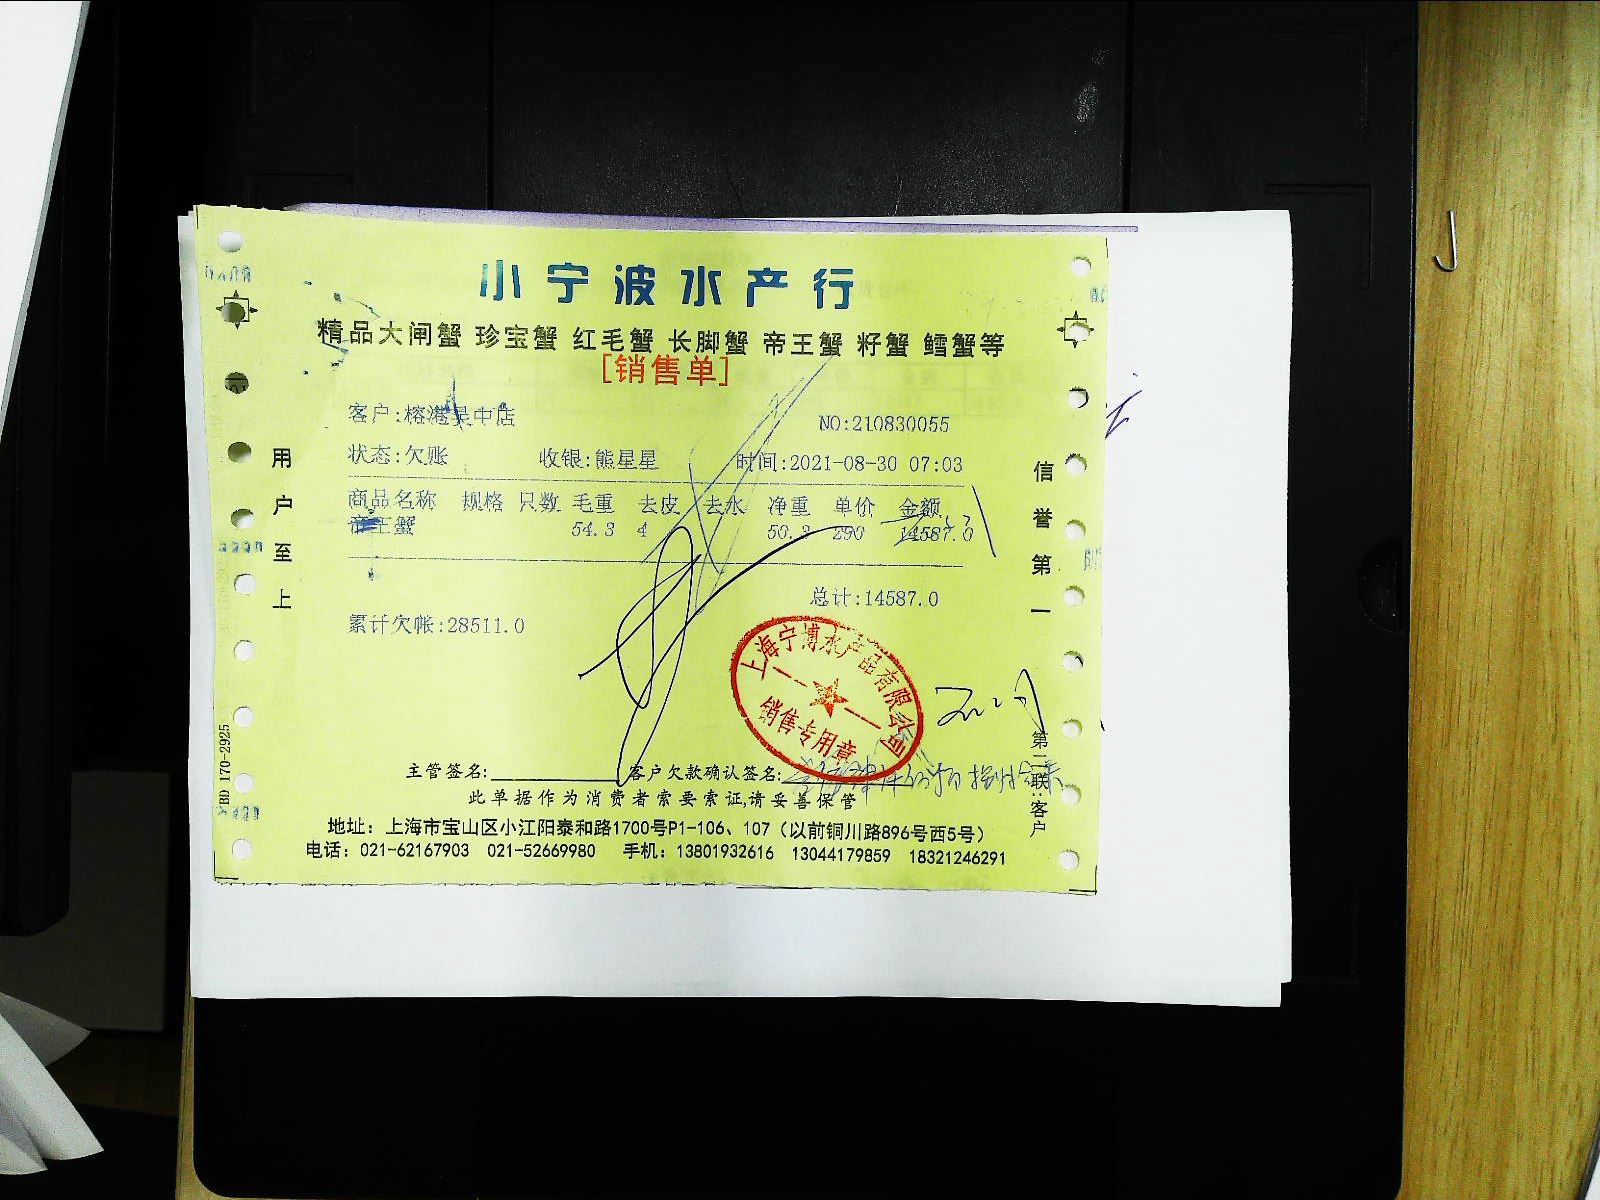 小宁波水产行
精品大闸蟹 珍宝蟹 红毛蟹 长脚蟹 帝王蟹 籽蟹 鳕蟹等
[销售单]
客户:榕港吴中店 NO:210830055
状态:欠账 收银:熊星星 时间:2021-08-30 07:03
商品名称 规格 只数 毛重 去皮 去水 净重 单价 金额
帝王蟹 54.3 4 50.3 290 14587.0
总计:14587.0
累计欠帐:28511.0
用户至上
信誉第一
上海宁博水产品有限公司
销售专用章
第二联:客户
BD 170-2925
主管签名: 客户欠款确认签名:
此单据作为消费者索要索证,请妥善保管
地址：上海市宝山区小江阳泰和路1700号P1-106、107（以前铜川路896号西5号）
电话：021-62167903 021-52669980 手机：13801932616 13044179859 18321246291